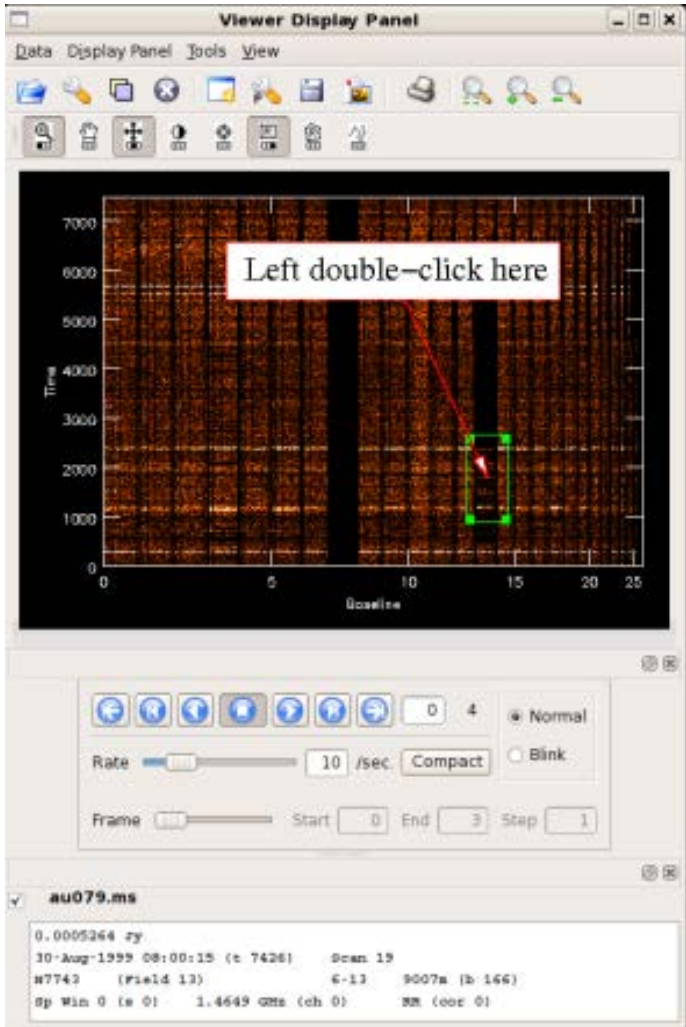 Viewer Display Panel
Data Display Panel Tools View
7000
6000
5000
4000
3000
2000
1000
0
Time
Left double-click here
0 5 10 15 20 25
Baseline
0 4
Normal
Rate 10 /sec Compact
Blink
Frame Start 0 End 3 Step 1
au079.ms
0.0005264 Jy
30-Aug-1999 08:00:15 (t 7426) Scan 19
N7743 (Field 13) 6-13 9007m (b 166)
Sp Win 0 (s 0) 1.4649 GHz (ch 0) RR (cor 0)